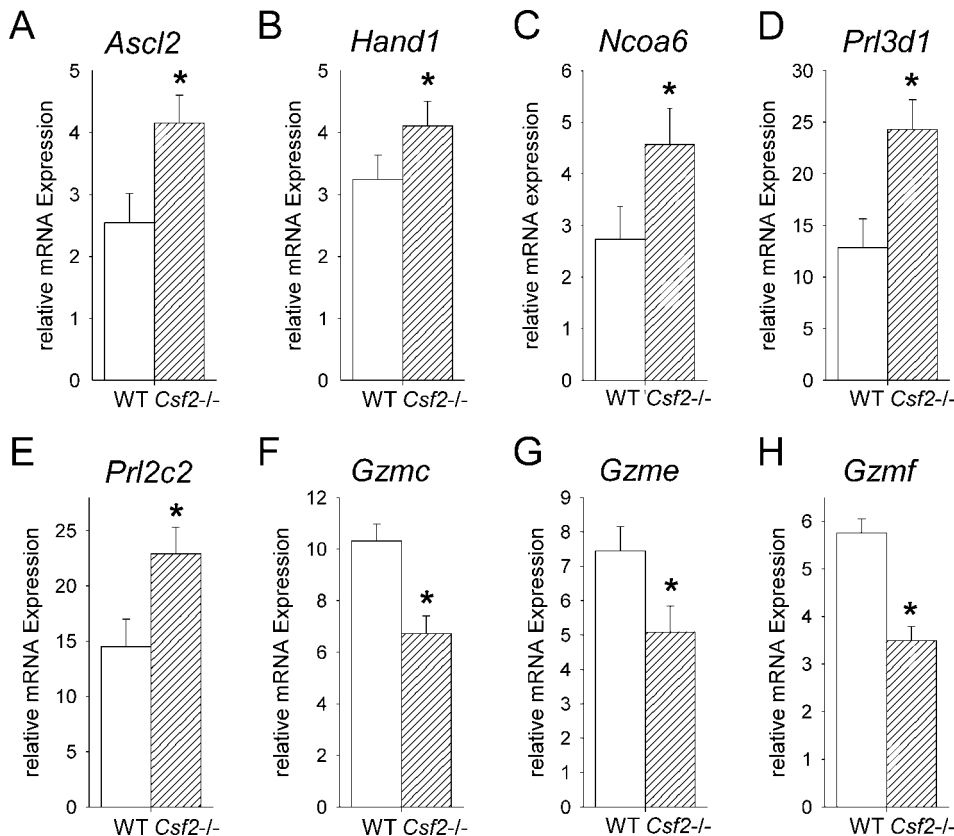 A
Ascl2
relative mRNA Expression
5
4
3
2
1
0
*
WT Csf2-/-
B
Hand1
relative mRNA Expression
5
4
3
2
1
0
*
WT Csf2-/-
C
Ncoa6
relative mRNA expression
6
5
4
3
2
1
0
*
WT Csf2-/-
D
Prl3d1
relative mRNA Expression
30
25
20
15
10
5
0
*
WT Csf2-/-
E
Prl2c2
relative mRNA Expression
25
20
15
10
5
0
*
WT Csf2-/-
F
Gzmc
relative mRNA Expression
12
10
8
6
4
2
0
*
WT Csf2-/-
G
Gzme
relative mRNA Expression
9
8
7
6
5
4
3
2
1
0
*
WT Csf2-/-
H
Gzmf
relative mRNA Expression
6
5
4
3
2
1
0
*
WT Csf2-/-